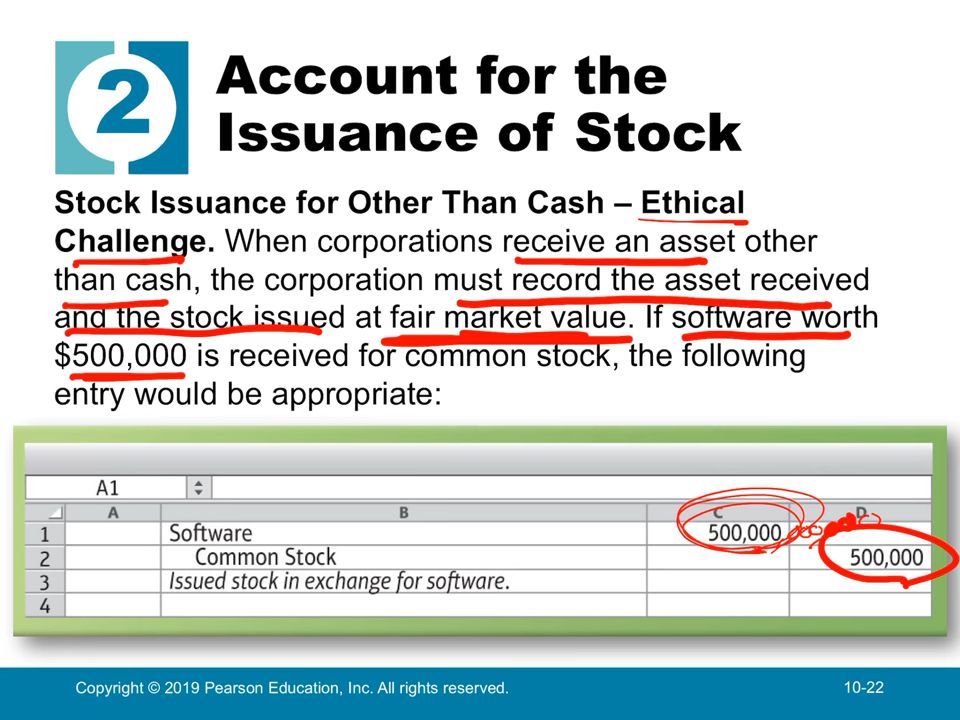 2
Account for the
Issuance of Stock
Stock Issuance for Other Than Cash – Ethical
Challenge. When corporations receive an asset other
than cash, the corporation must record the asset received
and the stock issued at fair market value. If software worth
$500,000 is received for common stock, the following
entry would be appropriate:
A1
A B C D
1 Software 500,000
2 Common Stock 500,000
3 Issued stock in exchange for software.
4
Copyright © 2019 Pearson Education, Inc. All rights reserved. 10-22